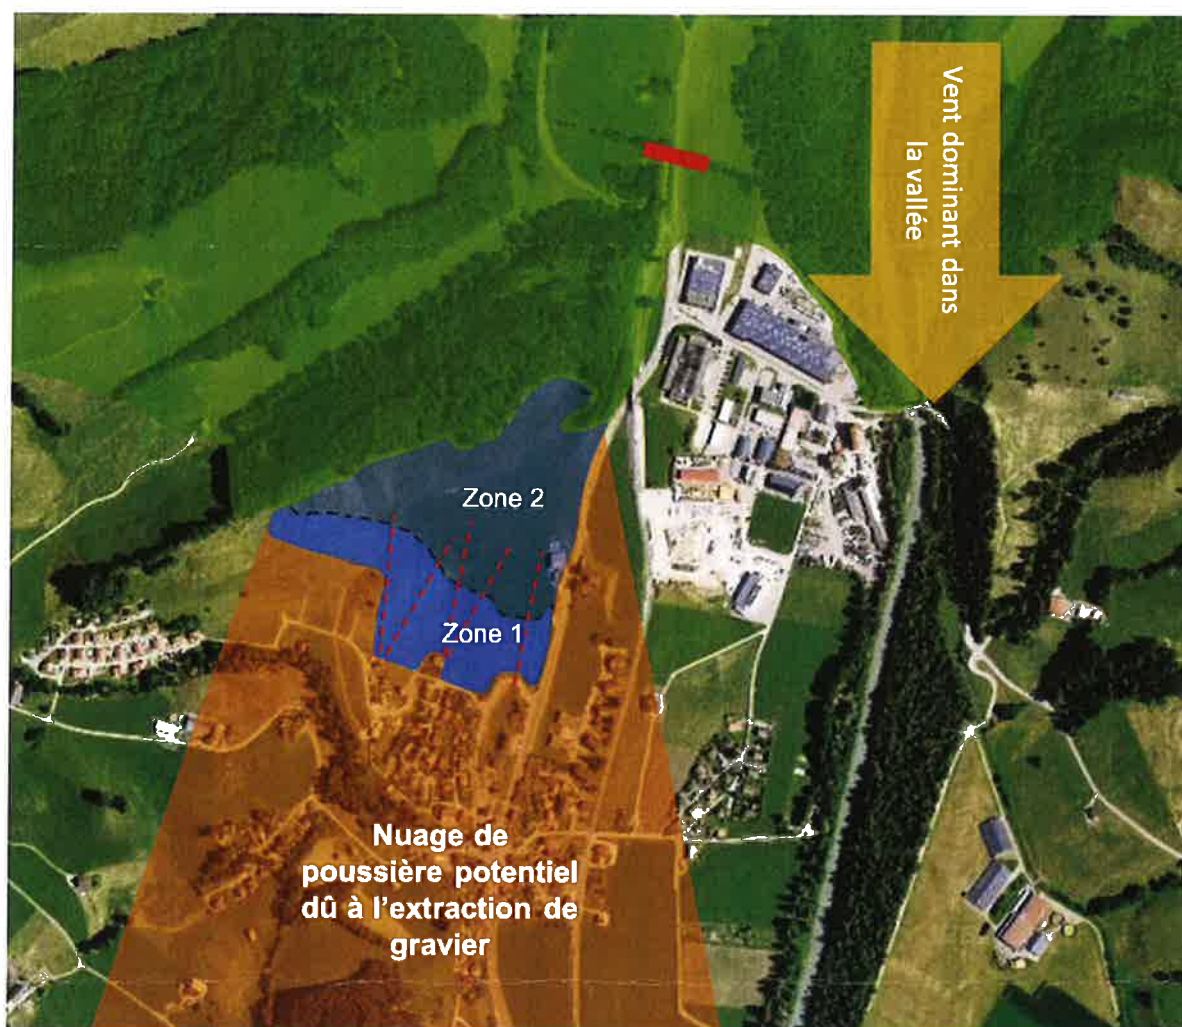 Vent dominant dans
la vallée
Zone 2
Zone 1
Nuage de
poussière potentiel
dû à l'extraction de
gravier